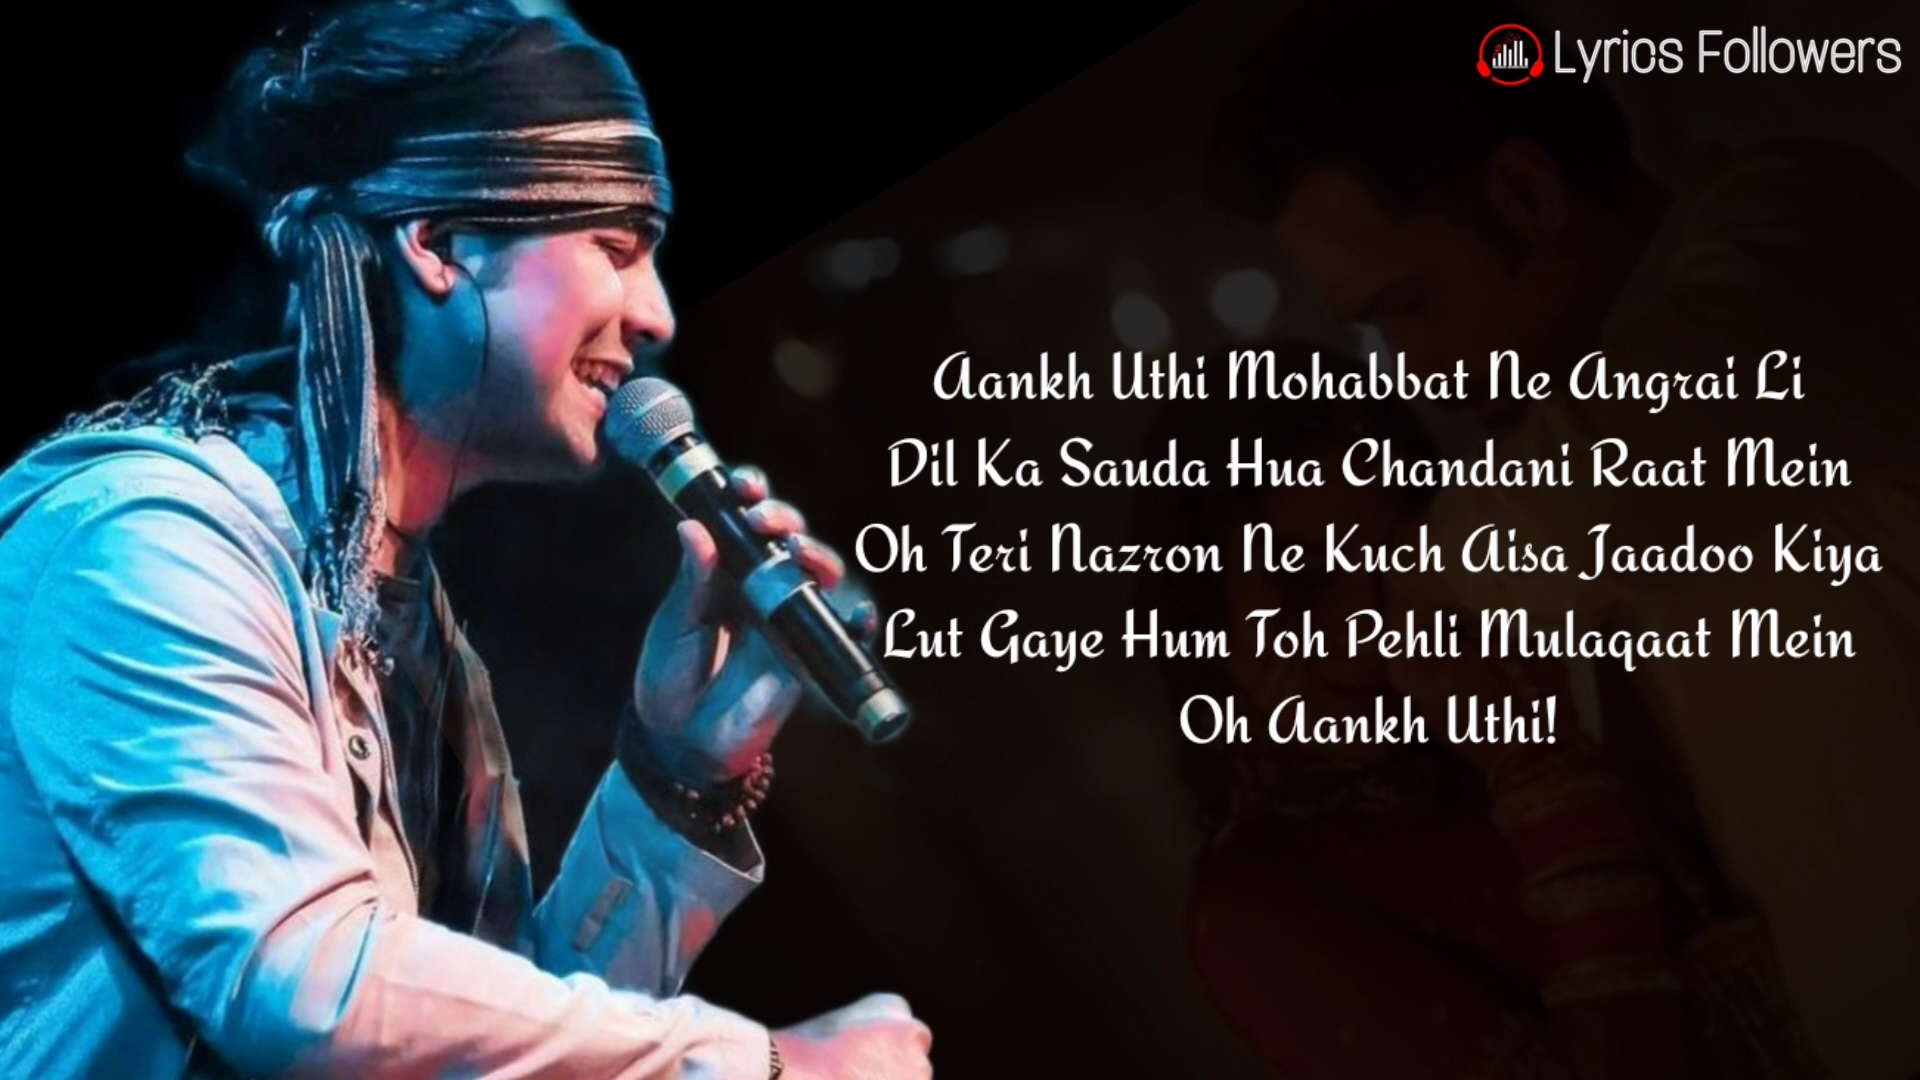 Lyrics Followers
Aankh Uthi Mohabbat Ne Angrai Li
Dil Ka Sauda Hua Chandani Raat Mein
Oh Teri Nazron Ne Kuch Aisa Jaadoo Kiya
Lut Gaye Hum Toh Pehli Mulaqaat Mein
Oh Aankh Uthi!